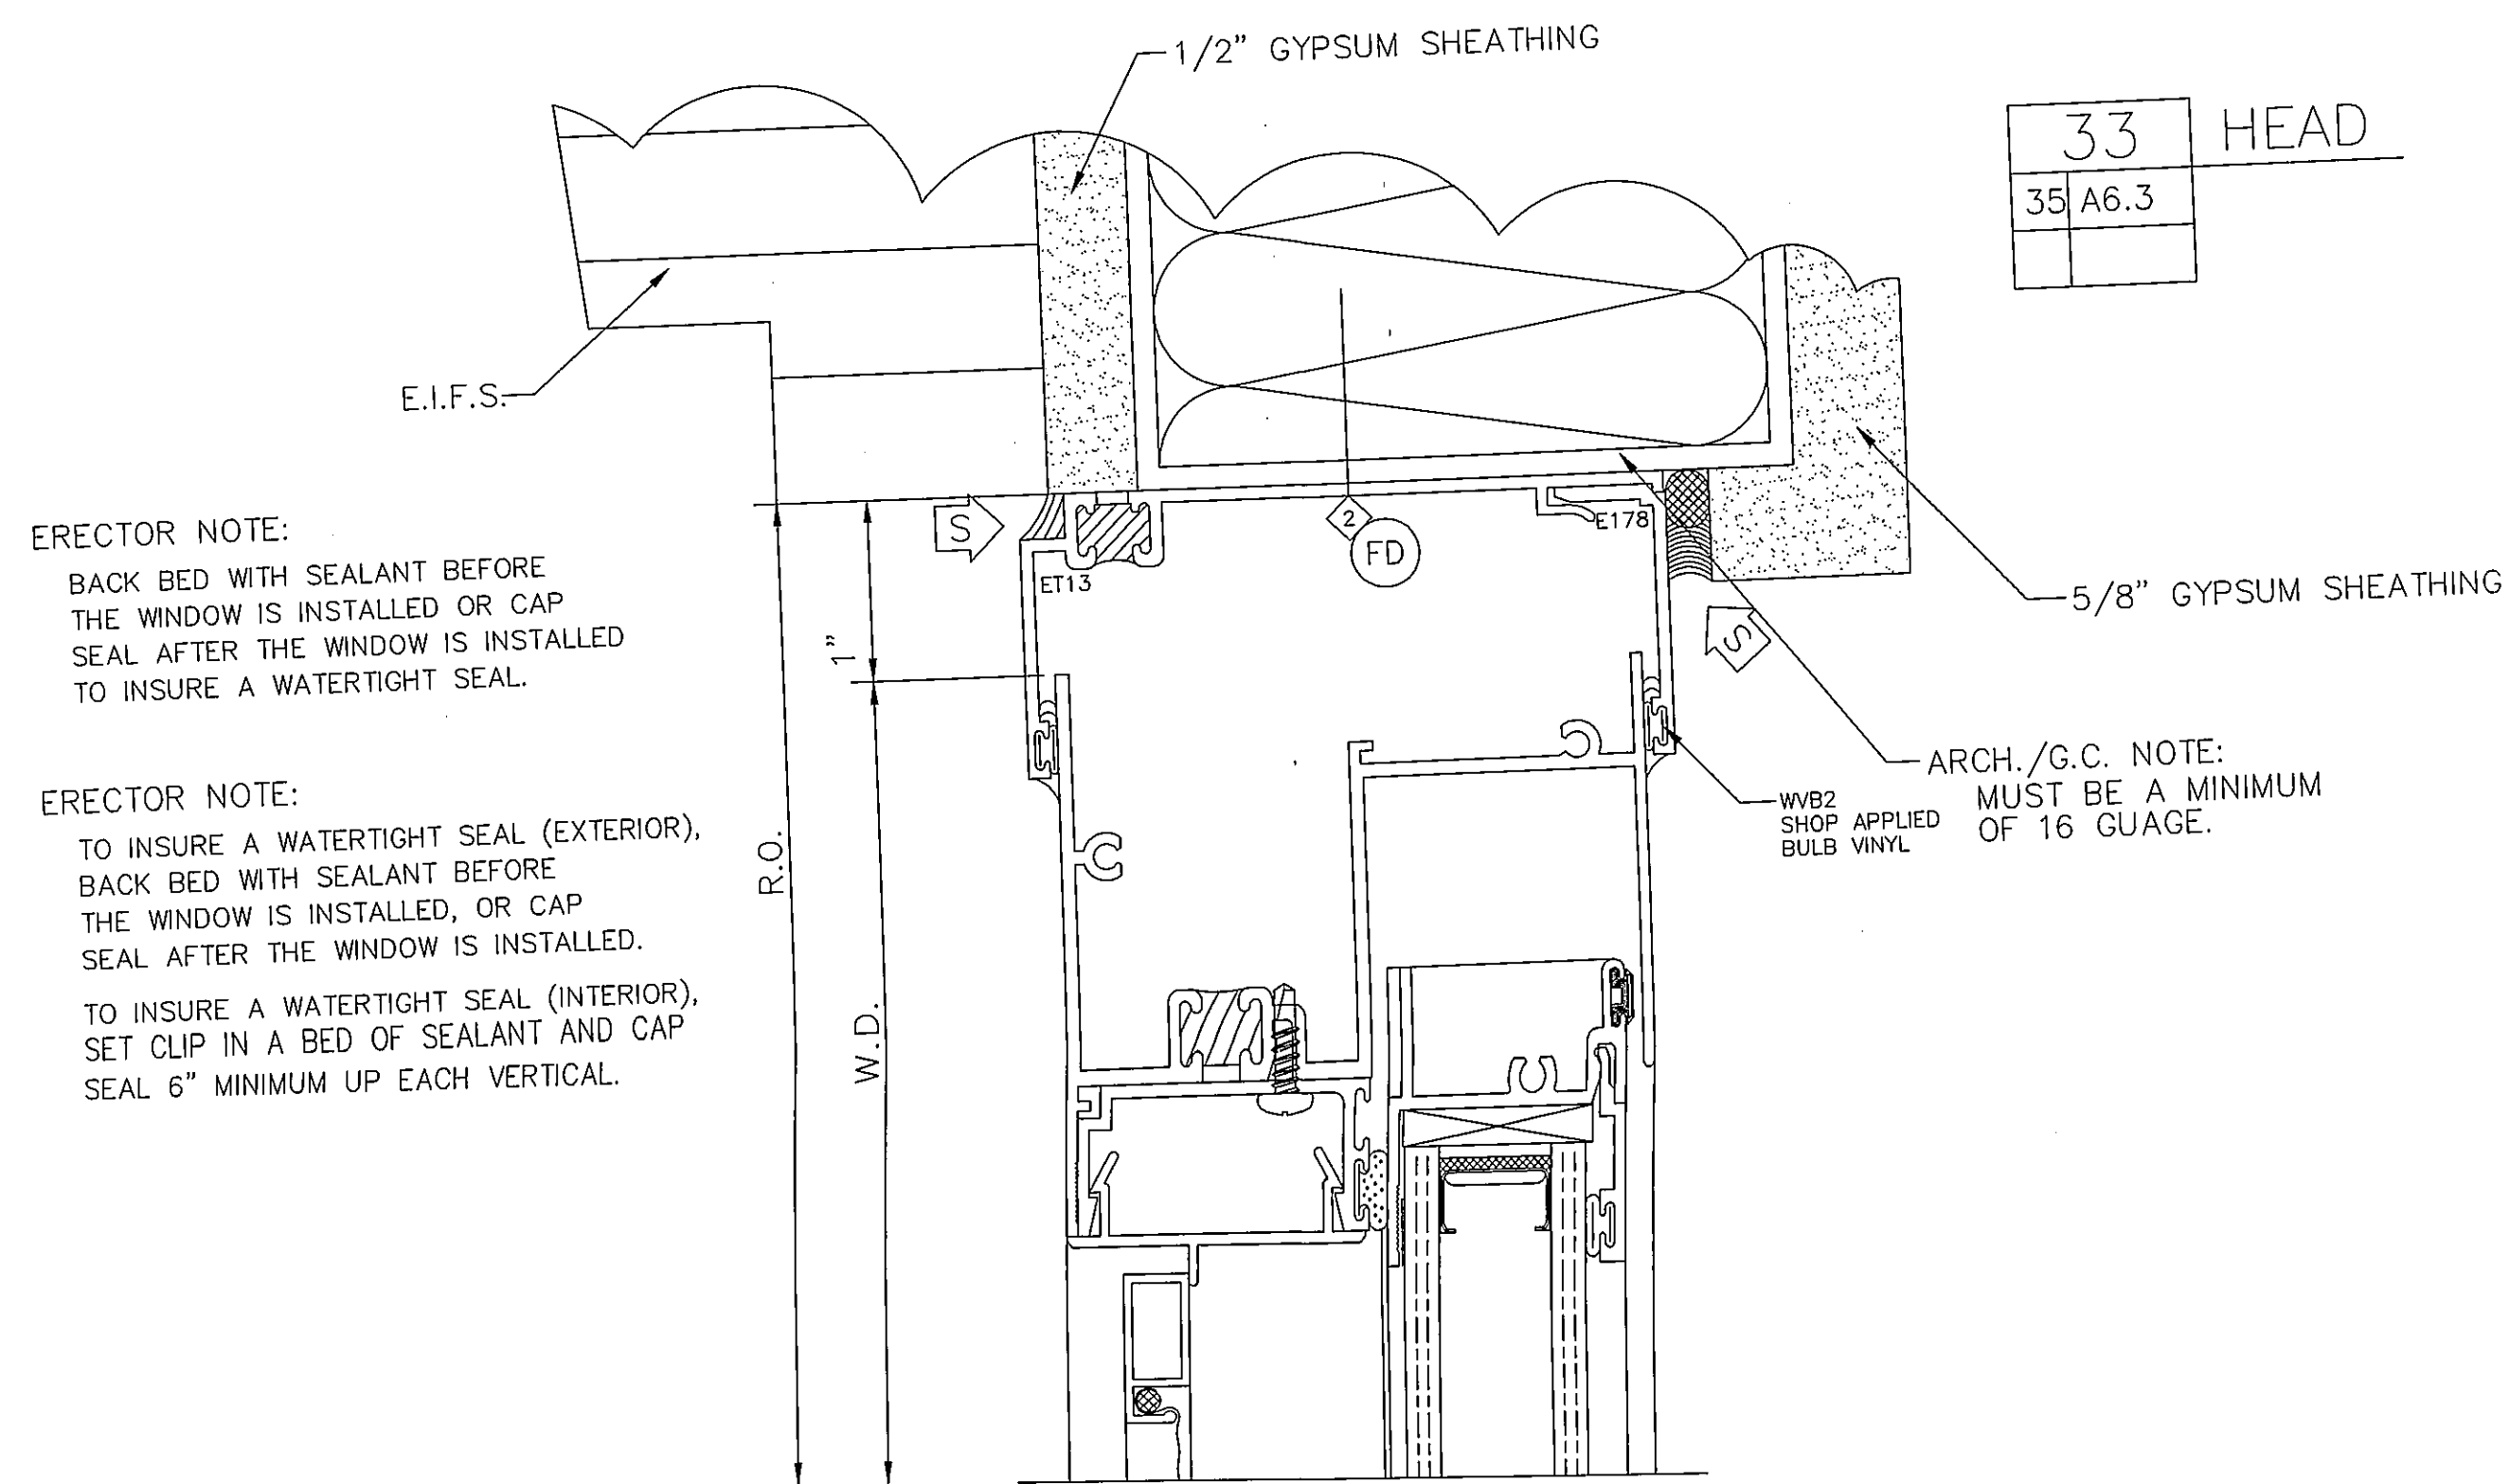 1/2" GYPSUM SHEATHING
33 HEAD
35 A6.3
E.I.F.S.
ERECTOR NOTE:
BACK BED WITH SEALANT BEFORE
THE WINDOW IS INSTALLED OR CAP
SEAL AFTER THE WINDOW IS INSTALLED
TO INSURE A WATERTIGHT SEAL.
S
2
FD
E178
ET13
5/8" GYPSUM SHEATHING
S
1"
ERECTOR NOTE:
TO INSURE A WATERTIGHT SEAL (EXTERIOR),
BACK BED WITH SEALANT BEFORE
THE WINDOW IS INSTALLED, OR CAP
SEAL AFTER THE WINDOW IS INSTALLED.
TO INSURE A WATERTIGHT SEAL (INTERIOR),
SET CLIP IN A BED OF SEALANT AND CAP
SEAL 6" MINIMUM UP EACH VERTICAL.
R.O.
W.D.
WVB2
SHOP APPLIED
BULB VINYL
ARCH./G.C. NOTE:
MUST BE A MINIMUM
OF 16 GUAGE.